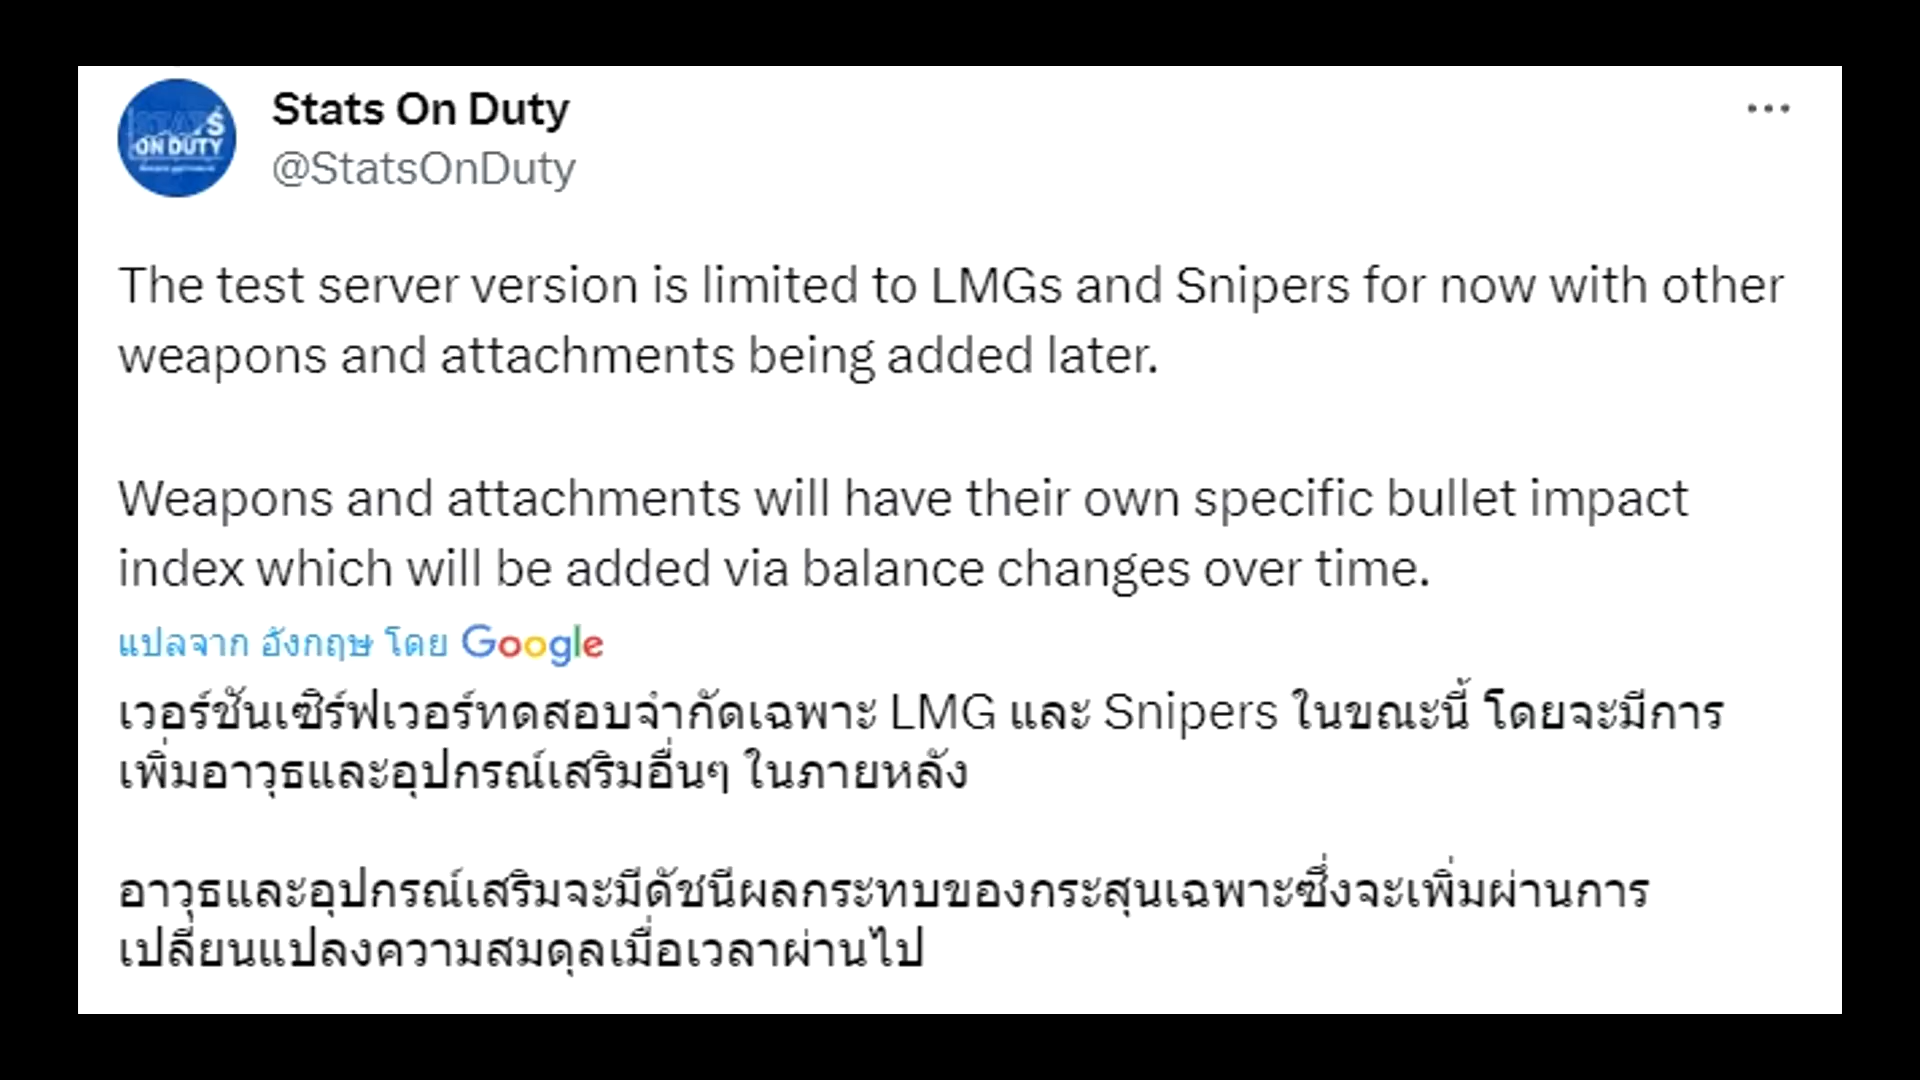 STATS
ON DUTY
Stats On Duty
@StatsOnDuty
The test server version is limited to LMGs and Snipers for now with other
weapons and attachments being added later.
Weapons and attachments will have their own specific bullet impact
index which will be added via balance changes over time.
แปลจาก อังกฤษ โดย Google
เวอร์ชันเซิร์ฟเวอร์ทดสอบจำกัดเฉพาะ LMG และ Snipers ในขณะนี้ โดยจะมีการ
เพิ่มอาวุธและอุปกรณ์เสริมอื่นๆ ในภายหลัง
อาวุธและอุปกรณ์เสริมจะมีดัชนีผลกระทบของกระสุนเฉพาะซึ่งจะเพิ่มผ่านการ
เปลี่ยนแปลงความสมดุลเมื่อเวลาผ่านไป